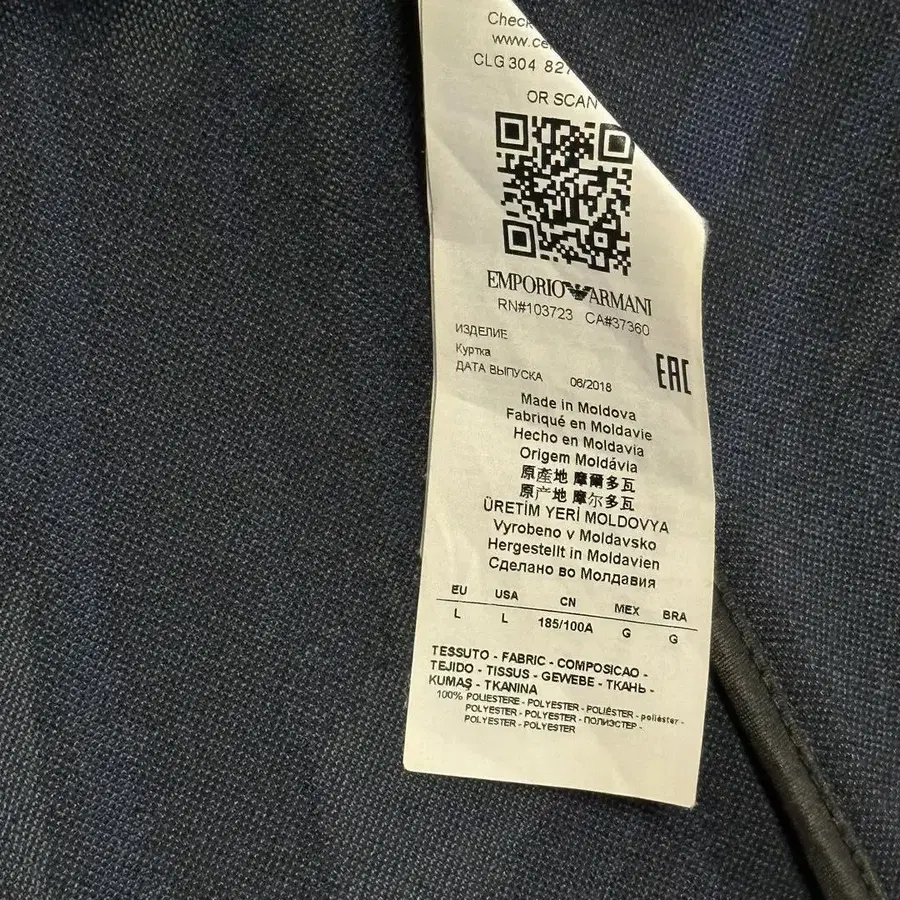 Check
www.ce
CLG 304 827
OR SCAN
EMPORIO ARMANI
RN#103723 CA#37360
ИЗДЕЛИЕ
Куртка
ДАТА ВЫПУСКА 06/2018
EAC
Made in Moldova
Fabriqué en Moldavie
Hecho en Moldavia
Origem Moldávia
原產地 摩爾多瓦
原产地 摩尔多瓦
ÜRETİM YERİ MOLDOVYA
Vyrobeno v Moldavsko
Hergestellt in Moldavien
Сделано во Молдавия
EU USA CN MEX BRA
L L 185/100A G G
TESSUTO - FABRIC - COMPOSICAO -
TEJIDO - TISSUS - GEWEBE - ТКАНЬ -
KUMAŞ - TKANINA
100% POLIESTERE - POLYESTER - POLIÉSTER - poliéster -
POLYESTER - POLYESTER - ПОЛИЭСТЕР -
POLYESTER - POLYESTER